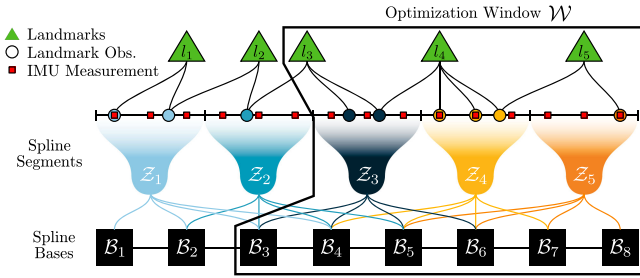 Optimization Window 𝒲
Landmarks
Landmark Obs.
IMU Measurement
l₁ l₂ l₃ l₄ l₅
Spline
Segments
𝒵₁ 𝒵₂ 𝒵₃ 𝒵₄ 𝒵₅
Spline
Bases
ℬ₁ ℬ₂ ℬ₃ ℬ₄ ℬ₅ ℬ₆ ℬ₇ ℬ₈